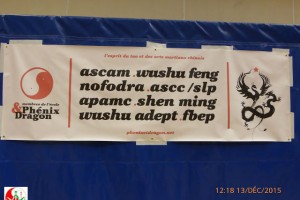 L'esprit du tao et des arts martiaux chinois
membres de l'école
&Phénix
Dragon
ascam.wushu feng
nofodra.ascc/slp
apamc.shen ming
wushu adept.fbep
phenixdragon.net
12:18 13/DÉC/2015